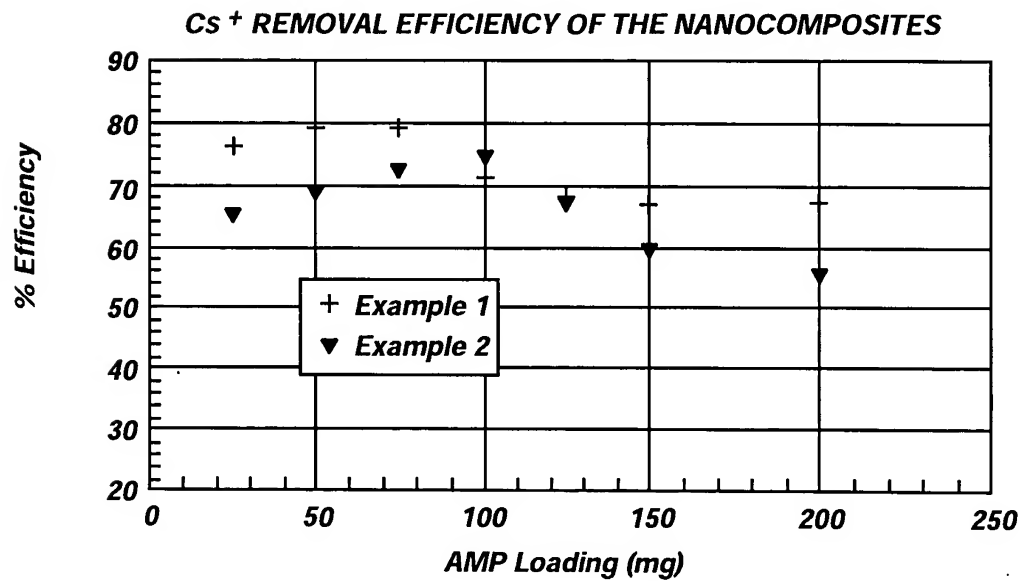 Cs + REMOVAL EFFICIENCY OF THE NANOCOMPOSITES
90
80
70
60
50
40
30
20
% Efficiency
+ Example 1
▼ Example 2
0 50 100 150 200 250
AMP Loading (mg)